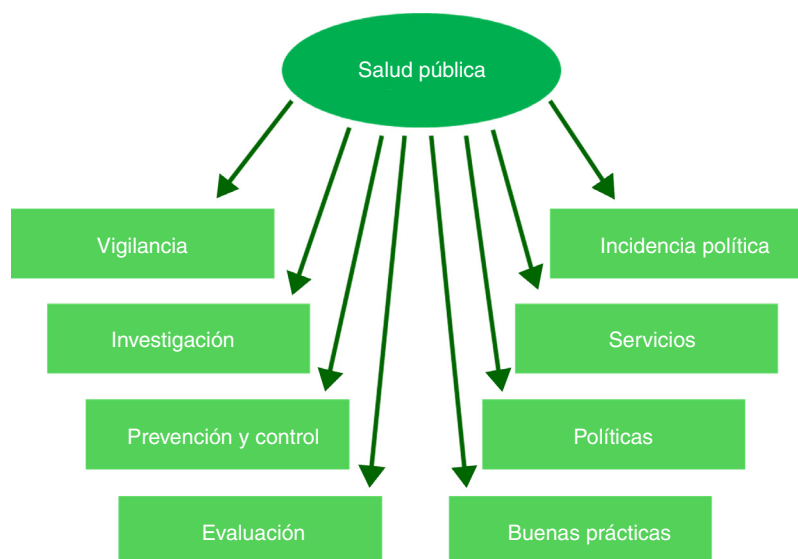 Salud pública
Vigilancia
Incidencia política
Investigación
Servicios
Prevención y control
Políticas
Evaluación
Buenas prácticas